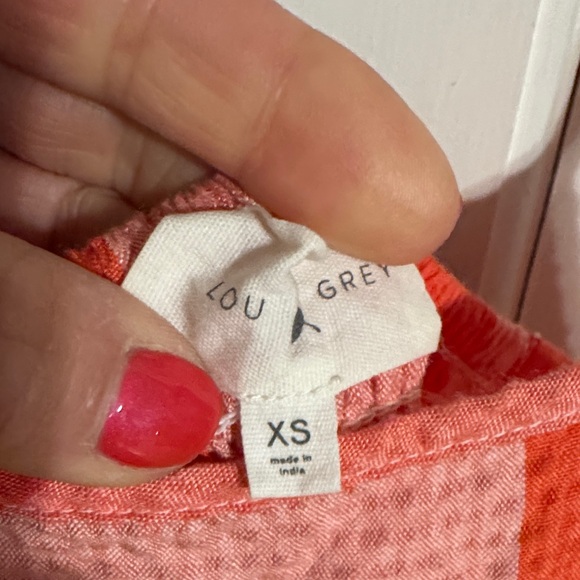 LOU & GREY
XS
made in
India